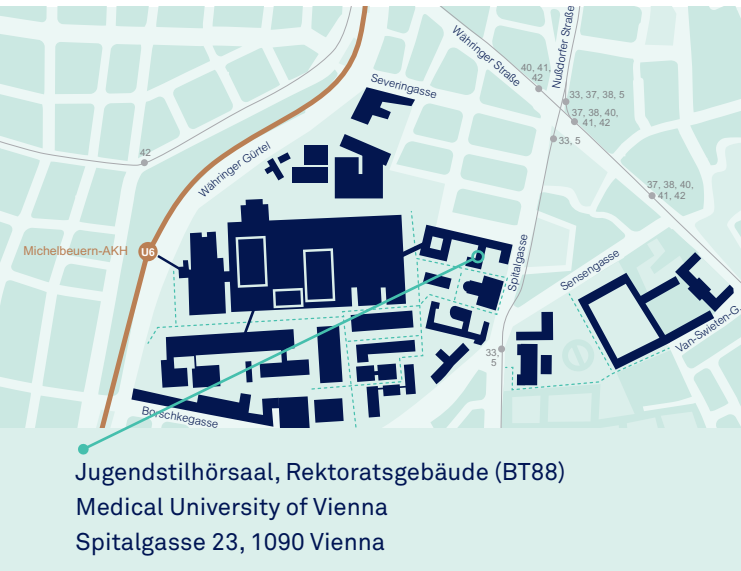 Währinger Straße
Nußdorfer Straße
40, 41,
42
Severingasse
33, 37, 38, 5
37, 38, 40,
41, 42
33, 5
42
Währinger Gürtel
37, 38, 40,
41, 42
Michelbeuern-AKH
U6
Spitalgasse
Sensengasse
Van-Swieten-G.
33,
5
Borschkegasse
Jugendstilhörsaal, Rektoratsgebäude (BT88)
Medical University of Vienna
Spitalgasse 23, 1090 Vienna